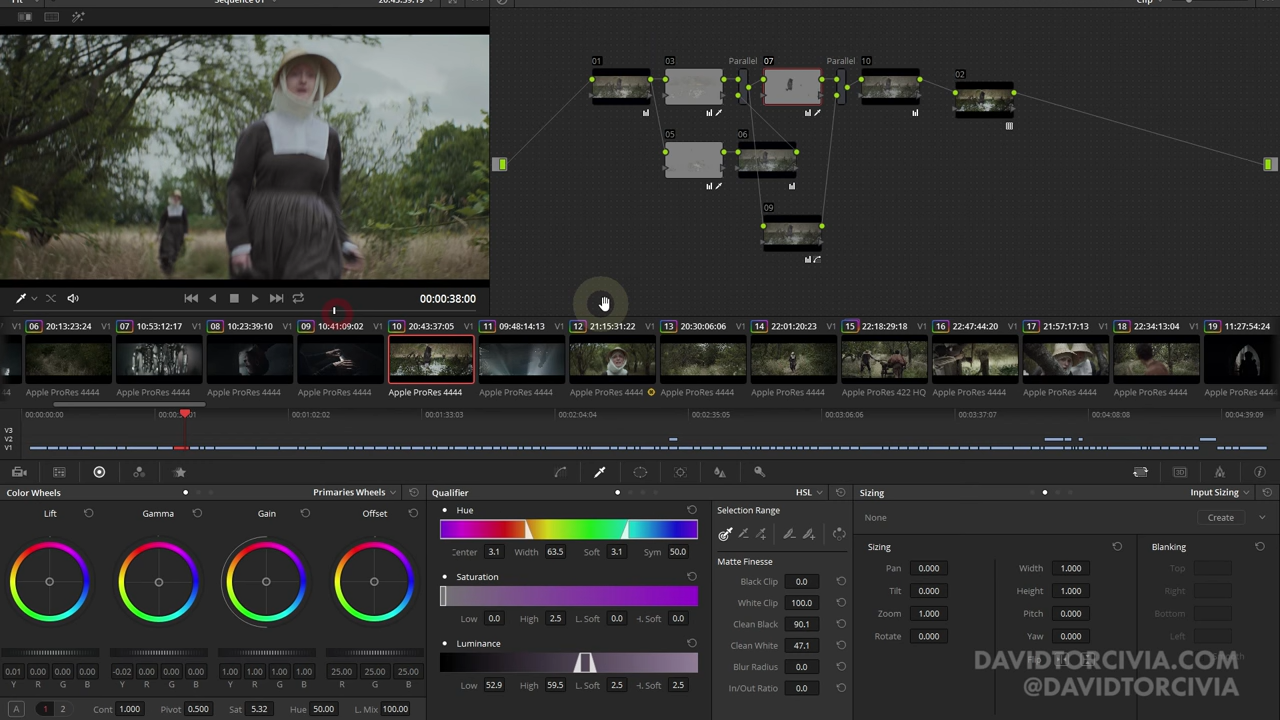 Fit
Sequence 01
20:43:39:19
Clip
01 03 Parallel 07 Parallel 10 02
05 06
09
00:00:38:00
V1 06 20:13:23:24 V1 07 10:53:12:17 V1 08 10:23:39:10 V1 09 10:41:09:02 V1 10 20:43:37:05 V1 11 09:48:14:13 V1 12 21:15:31:22 V1 13 20:30:06:06 V1 14 22:01:20:23 V1 15 22:18:29:18 V1 16 22:47:44:20 V1 17 21:57:17:13 V1 18 22:34:13:04 V1 19 11:27:54:24
Apple ProRes 4444 Apple ProRes 4444 Apple ProRes 4444 Apple ProRes 4444 Apple ProRes 4444 Apple ProRes 4444 Apple ProRes 4444 Apple ProRes 4444 Apple ProRes 4444 Apple ProRes 422 HQ Apple ProRes 4444 Apple ProRes 4444 Apple ProRes 4444 Apple ProRes 4444
00:00:00:00 00:01:02:02 00:01:33:03 00:02:04:04 00:02:35:05 00:03:06:06 00:03:37:07 00:04:08:08 00:04:39:09
V3
V2
V1
Color Wheels Primaries Wheels Qualifier HSL Sizing Input Sizing
Lift Gamma Gain Offset
Hue
Center 3.1 Width 63.5 Soft 3.1 Sym 50.0
Saturation
Low 0.0 High 2.5 L. Soft 0.0 H. Soft 0.0
Luminance
Low 52.9 High 59.5 L. Soft 2.5 H. Soft 2.5
Selection Range
Matte Finesse
Black Clip 0.0
White Clip 100.0
Clean Black 90.1
Clean White 47.1
Blur Radius 0.0
In/Out Ratio 0.0
None Create
Sizing Blanking
Pan 0.000 Width 1.000 Top
Tilt 0.000 Height 1.000 Right
Zoom 1.000 Pitch 0.000 Bottom
Rotate 0.000 Yaw 0.000 Left
Flip
0.01 0.00 0.00 0.00 -0.02 0.00 0.00 0.00 1.00 1.00 1.00 1.00 25.00 25.00 25.00
Y R G B Y R G B Y R G B R G B
A 1 2 Cont 1.000 Pivot 0.500 Sat 5.32 Hue 50.00 L. Mix 100.00
DAVIDTORCIVIA.COM
@DAVIDTORCIVIA